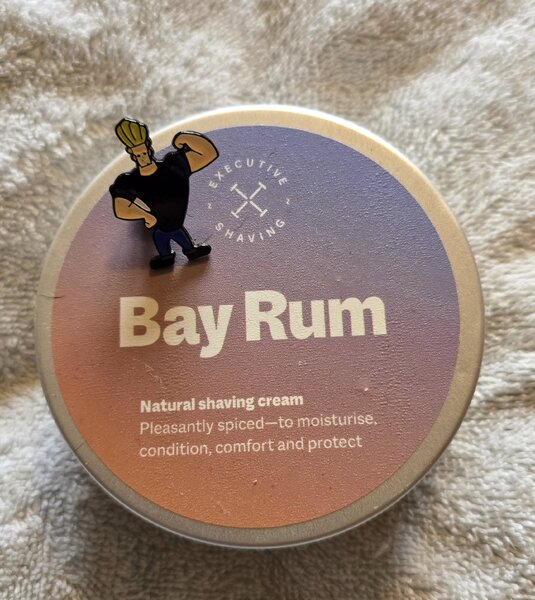 EXECUTIVE
SHAVING
Bay Rum
Natural shaving cream
Pleasantly spiced—to moisturise,
condition, comfort and protect